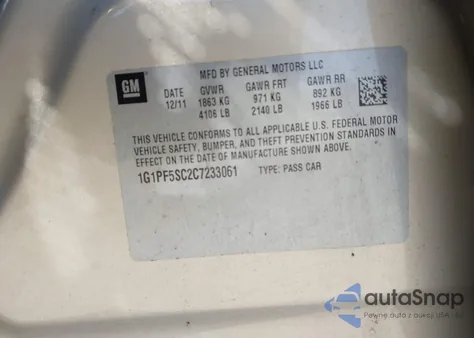 MFD BY GENERAL MOTORS LLC
GM
DATE GVWR GAWR FRT GAWR RR
12/11 1863 KG 971 KG 892 KG
4106 LB 2140 LB 1966 LB
THIS VEHICLE CONFORMS TO ALL APPLICABLE U.S. FEDERAL MOTOR
VEHICLE SAFETY, BUMPER, AND THEFT PREVENTION STANDARDS IN
EFFECT ON THE DATE OF MANUFACTURE SHOWN ABOVE.
1G1PF5SC2C7233061 TYPE: PASS CAR
autoSnap